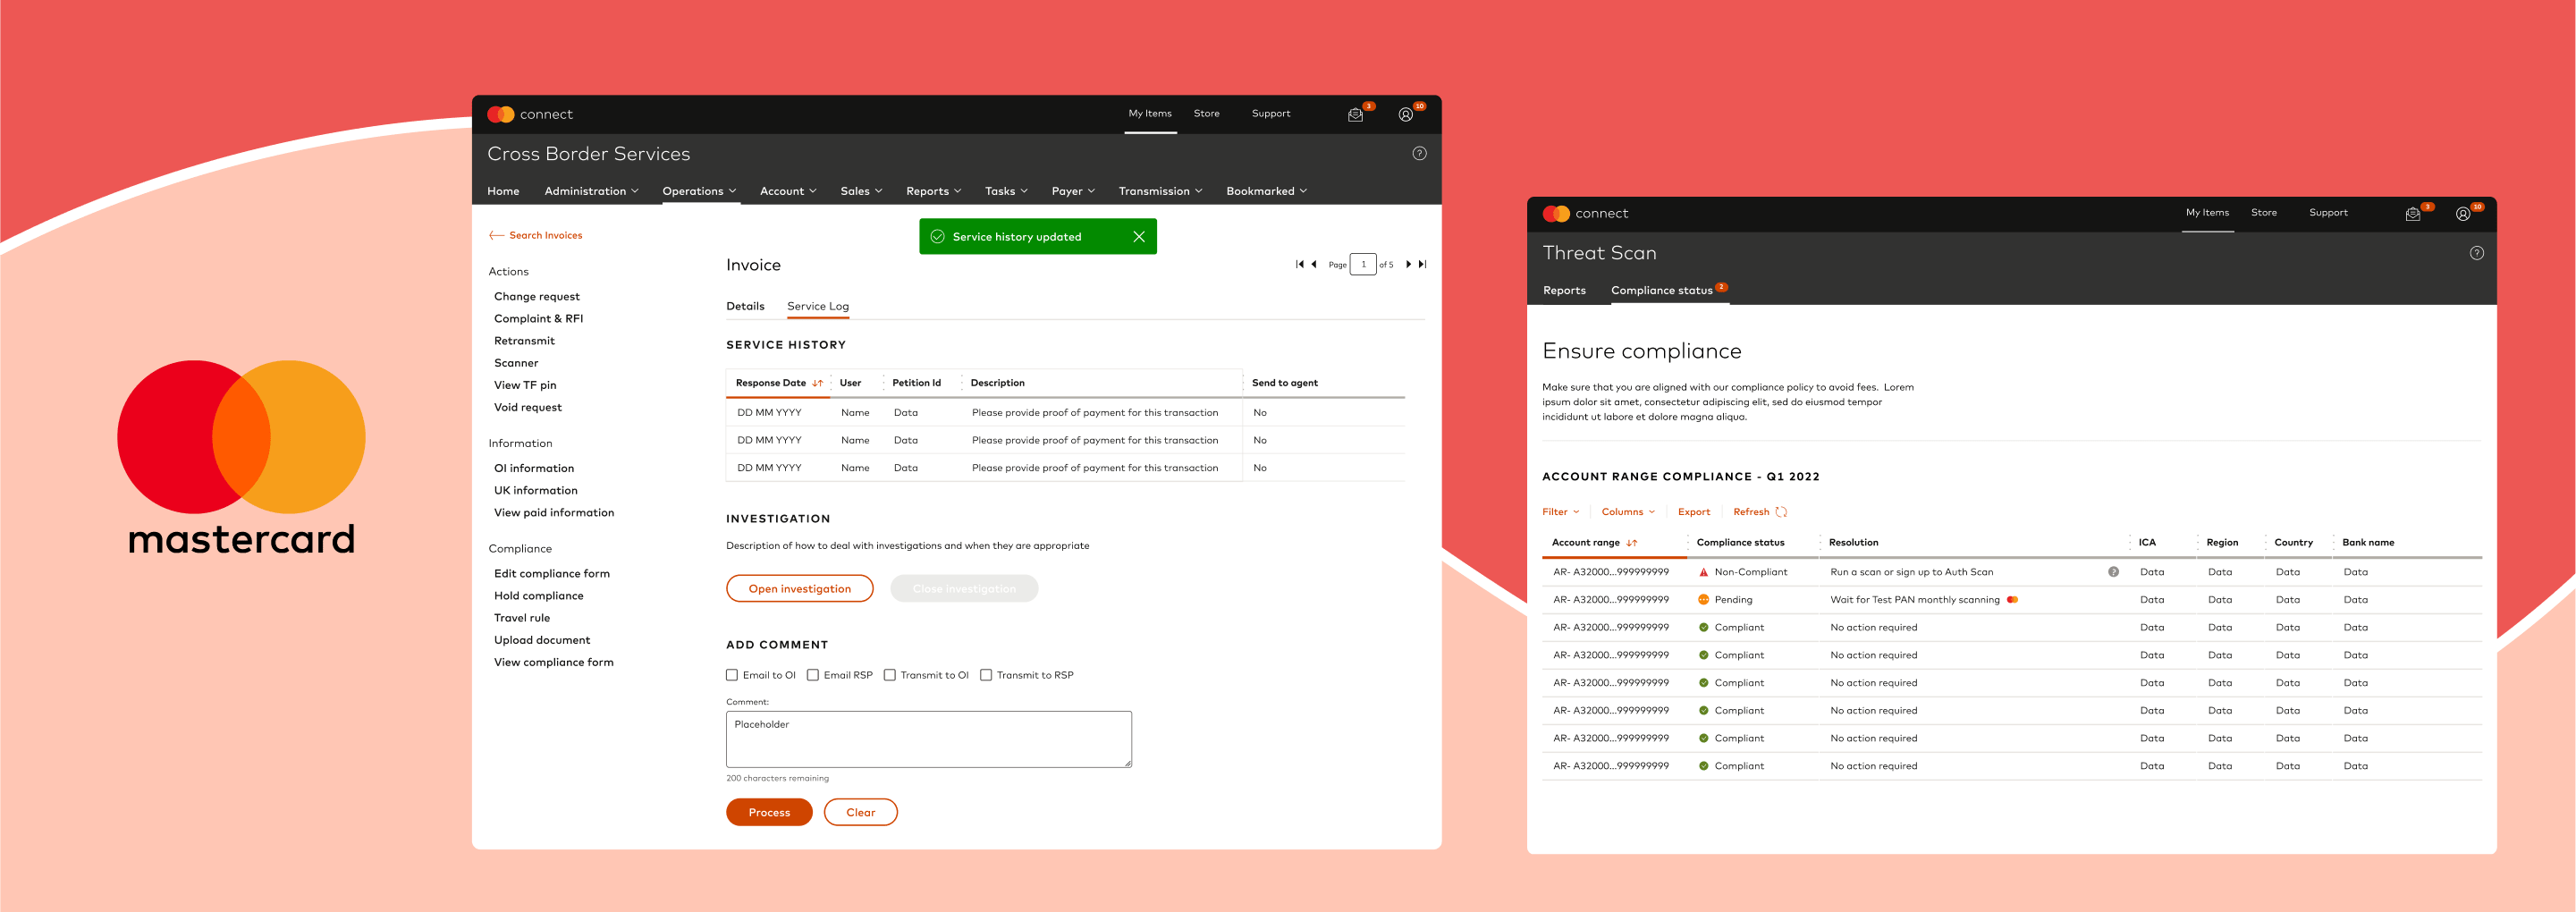 mastercard
connect
My Items Store Support 3 10
Cross Border Services ?
Home Administration Operations Account Sales Reports Tasks Payer Transmission Bookmarked
Search Invoices
Actions
Change request
Complaint & RFI
Retransmit
Scanner
View TF pin
Void request
Information
OI information
UK information
View paid information
Compliance
Edit compliance form
Hold compliance
Travel rule
Upload document
View compliance form
Service history updated
Invoice
Page 1 of 5
Details Service Log
SERVICE HISTORY
Response Date User Petition Id Description Send to agent
DD MM YYYY Name Data Please provide proof of payment for this transaction No
DD MM YYYY Name Data Please provide proof of payment for this transaction No
DD MM YYYY Name Data Please provide proof of payment for this transaction No
INVESTIGATION
Description of how to deal with investigations and when they are appropriate
Open investigation Close investigation
ADD COMMENT
Email to OI Email RSP Transmit to OI Transmit to RSP
Comment:
Placeholder
200 characters remaining
Process Clear
connect
My Items Store Support 3 10
Threat Scan ?
Reports Compliance status 2
Ensure compliance
Make sure that you are aligned with our compliance policy to avoid fees. Lorem
ipsum dolor sit amet, consectetur adipiscing elit, sed do eiusmod tempor
incididunt ut labore et dolore magna aliqua.
ACCOUNT RANGE COMPLIANCE - Q1 2022
Filter Columns Export Refresh
Account range Compliance status Resolution ICA Region Country Bank name
AR- A32000...999999999 Non-Compliant Run a scan or sign up to Auth Scan ? Data Data Data Data
AR- A32000...999999999 Pending Wait for Test PAN monthly scanning Data Data Data Data
AR- A32000...999999999 Compliant No action required Data Data Data Data
AR- A32000...999999999 Compliant No action required Data Data Data Data
AR- A32000...999999999 Compliant No action required Data Data Data Data
AR- A32000...999999999 Compliant No action required Data Data Data Data
AR- A32000...999999999 Compliant No action required Data Data Data Data
AR- A32000...999999999 Compliant No action required Data Data Data Data